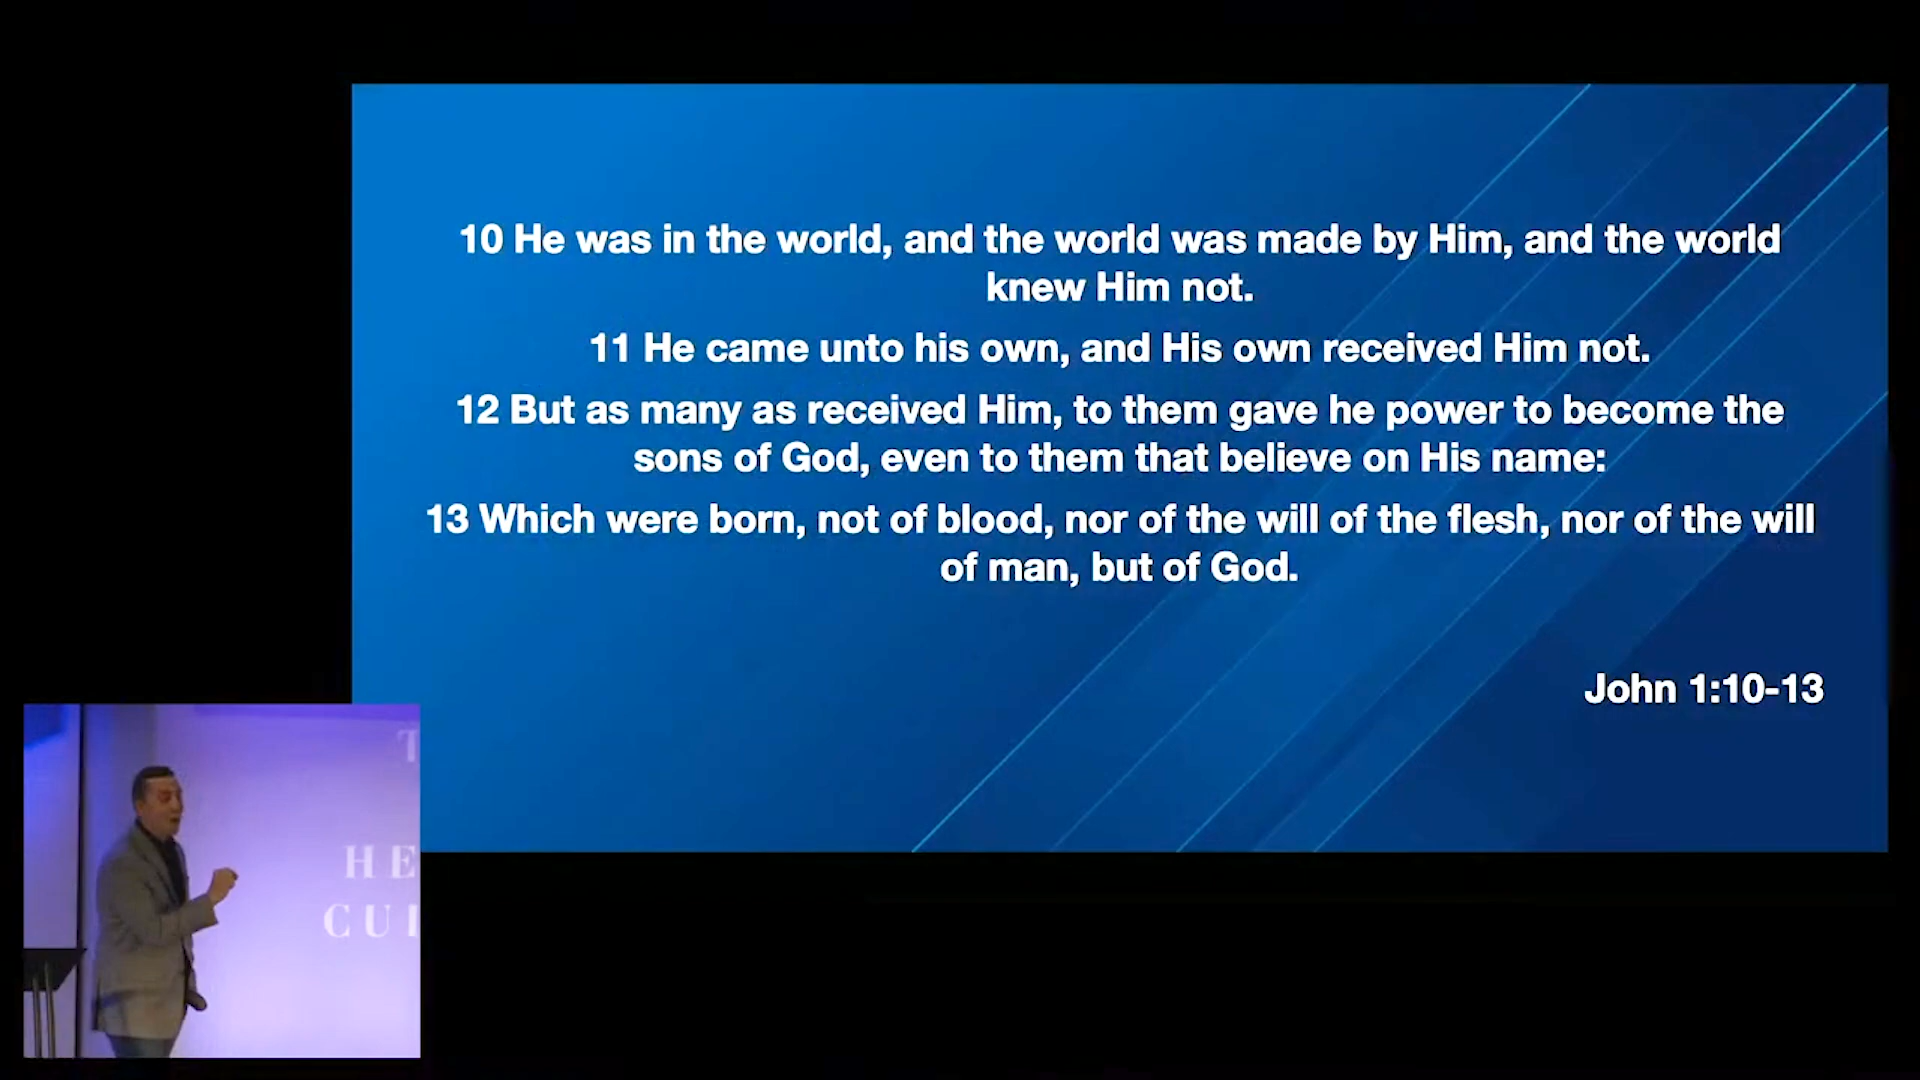 10 He was in the world, and the world was made by Him, and the world
knew Him not.
11 He came unto his own, and His own received Him not.
12 But as many as received Him, to them gave he power to become the
sons of God, even to them that believe on His name:
13 Which were born, not of blood, nor of the will of the flesh, nor of the will
of man, but of God.
John 1:10-13